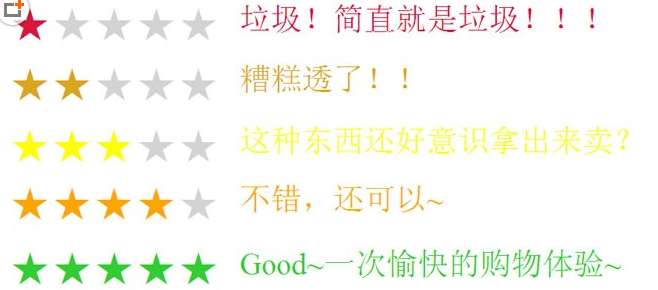 垃圾！简直就是垃圾！！！
糟糕透了！！
这种东西还好意识拿出来卖？
不错，还可以~
Good~一次愉快的购物体验~